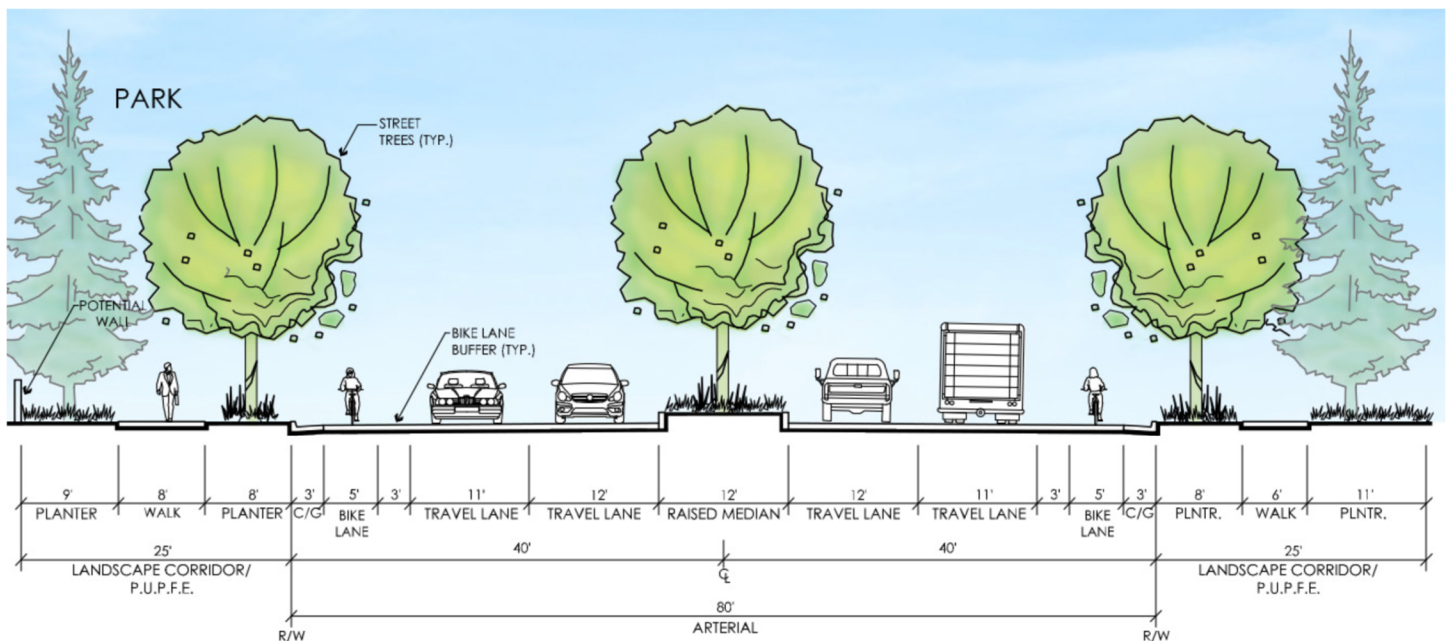 PARK
STREET
TREES (TYP.)
POTENTIAL
WALL
BIKE LANE
BUFFER (TYP.)
9' 8' 8' 3' 5' 3' 11' 12' 12' 12' 11' 3' 5' 3' 8' 6' 11'
PLANTER WALK PLANTER C/G BIKE TRAVEL LANE TRAVEL LANE RAISED MEDIAN TRAVEL LANE TRAVEL LANE BIKE C/G PLNTR. WALK PLNTR.
LANE LANE
25' 40' 40' 25'
LANDSCAPE CORRIDOR/ ℄ LANDSCAPE CORRIDOR/
P.U.P.F.E. P.U.P.F.E.
80'
ARTERIAL
R/W R/W